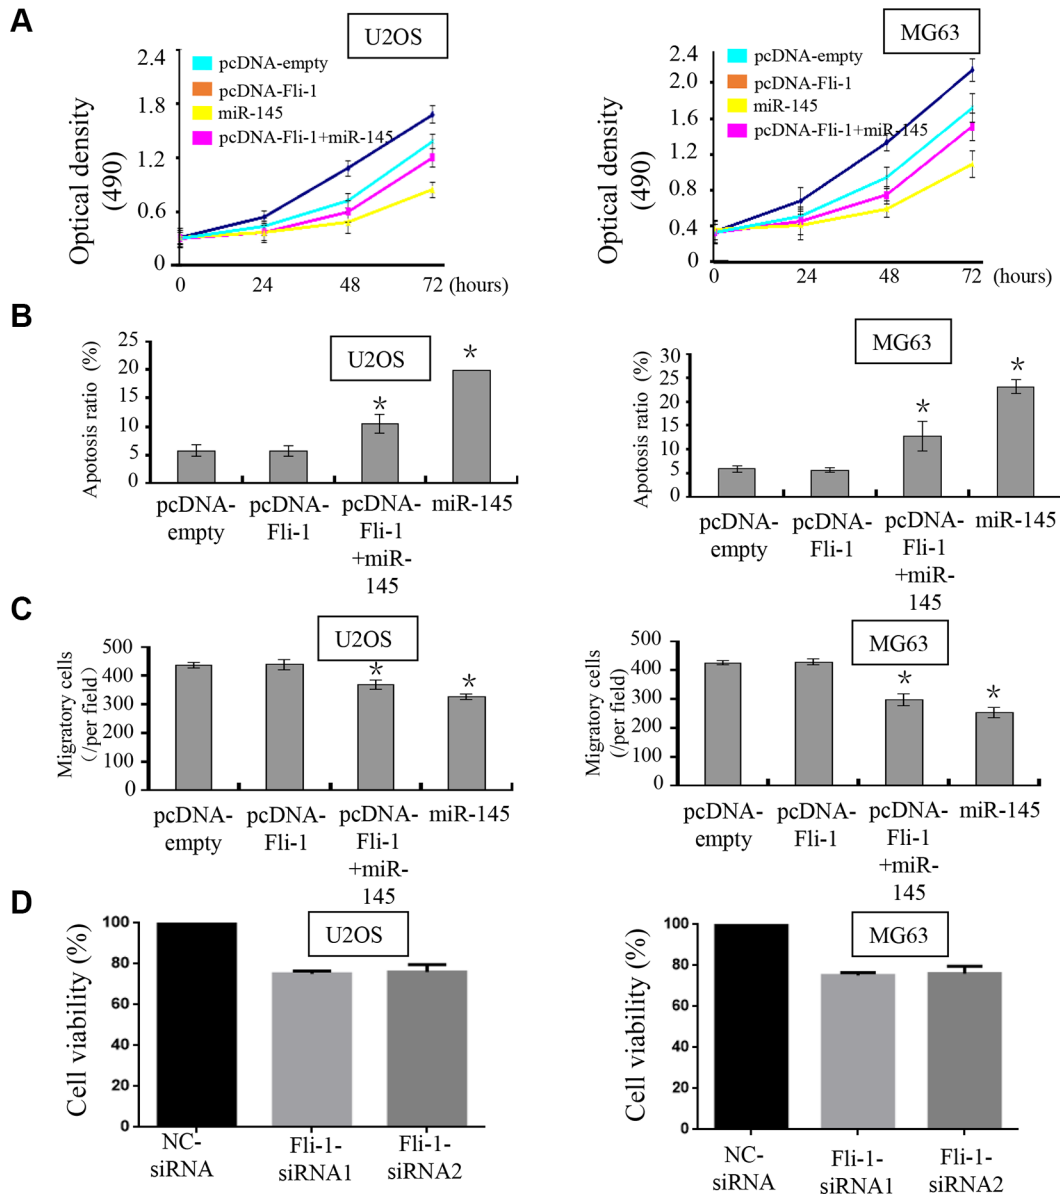 A
U2OS
2.4
1.8
1.2
0.6
0
Optical density
(490)
pcDNA-empty
pcDNA-Fli-1
miR-145
pcDNA-Fli-1+miR-145
0 24 48 72 (hours)
MG63
2.4
2.0
1.6
1.2
0.8
0.4
0
Optical density
(490)
pcDNA-empty
pcDNA-Fli-1
miR-145
pcDNA-Fli-1+miR-145
0 24 48 72 (hours)
B
U2OS
Apotosis ratio (%)
25
20
15
10
5
0
* *
pcDNA-
empty
pcDNA-
Fli-1
pcDNA-
Fli-1
+miR-
145
miR-145
MG63
Apotosis ratio (%)
30
25
20
15
10
5
0
* *
pcDNA-
empty
pcDNA-
Fli-1
pcDNA-
Fli-1
+miR-
145
miR-145
C
U2OS
Migratory cells
(/per field)
500
400
300
200
100
0
* *
pcDNA-
empty
pcDNA-
Fli-1
pcDNA-
Fli-1
+miR-
145
miR-145
MG63
Migratory cells
(/per field)
500
400
300
200
100
0
* *
pcDNA-
empty
pcDNA-
Fli-1
pcDNA-
Fli-1
+miR-
145
miR-145
D
U2OS
Cell viability (%)
100
80
60
40
20
0
NC-
siRNA
Fli-1-
siRNA1
Fli-1-
siRNA2
MG63
Cell viability (%)
100
80
60
40
20
0
NC-
siRNA
Fli-1-
siRNA1
Fli-1-
siRNA2